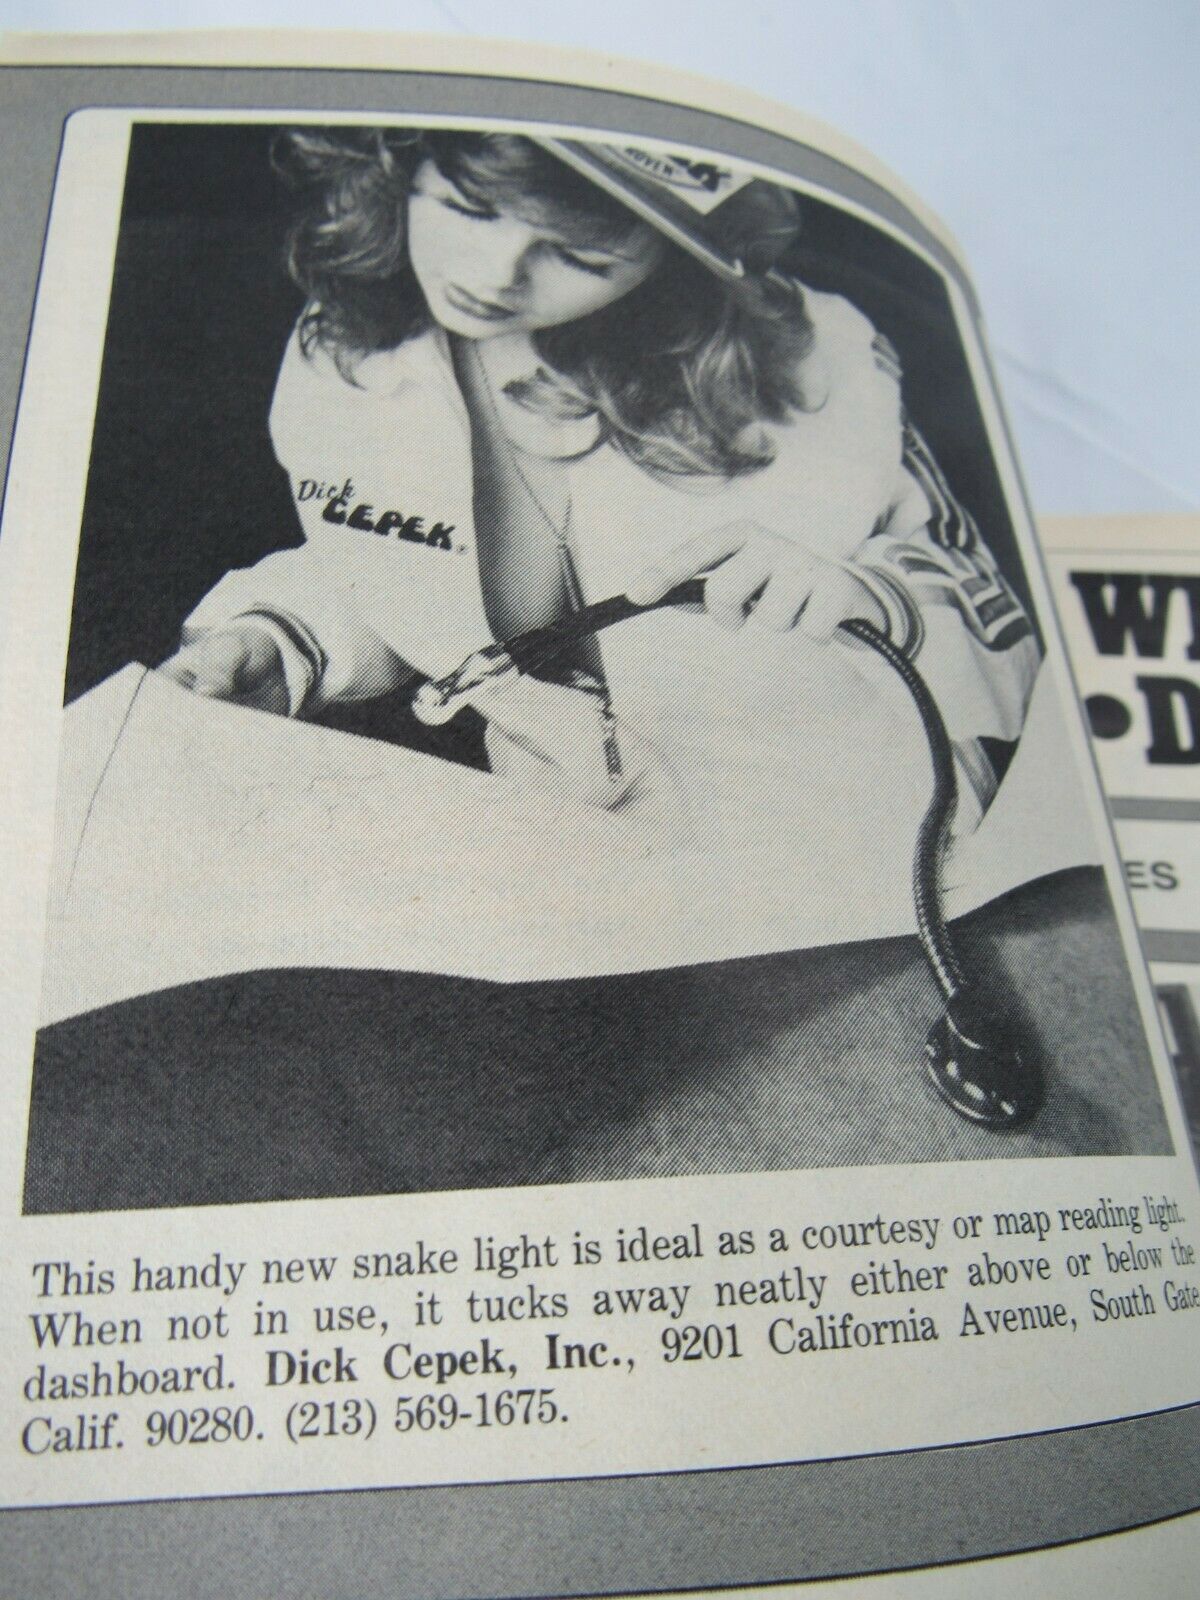 Dick
CEPEK
This handy new snake light is ideal as a courtesy or map reading light.
When not in use, it tucks away neatly either above or below the
dashboard. Dick Cepek, Inc., 9201 California Avenue, South Gate
Calif. 90280. (213) 569-1675.
ES